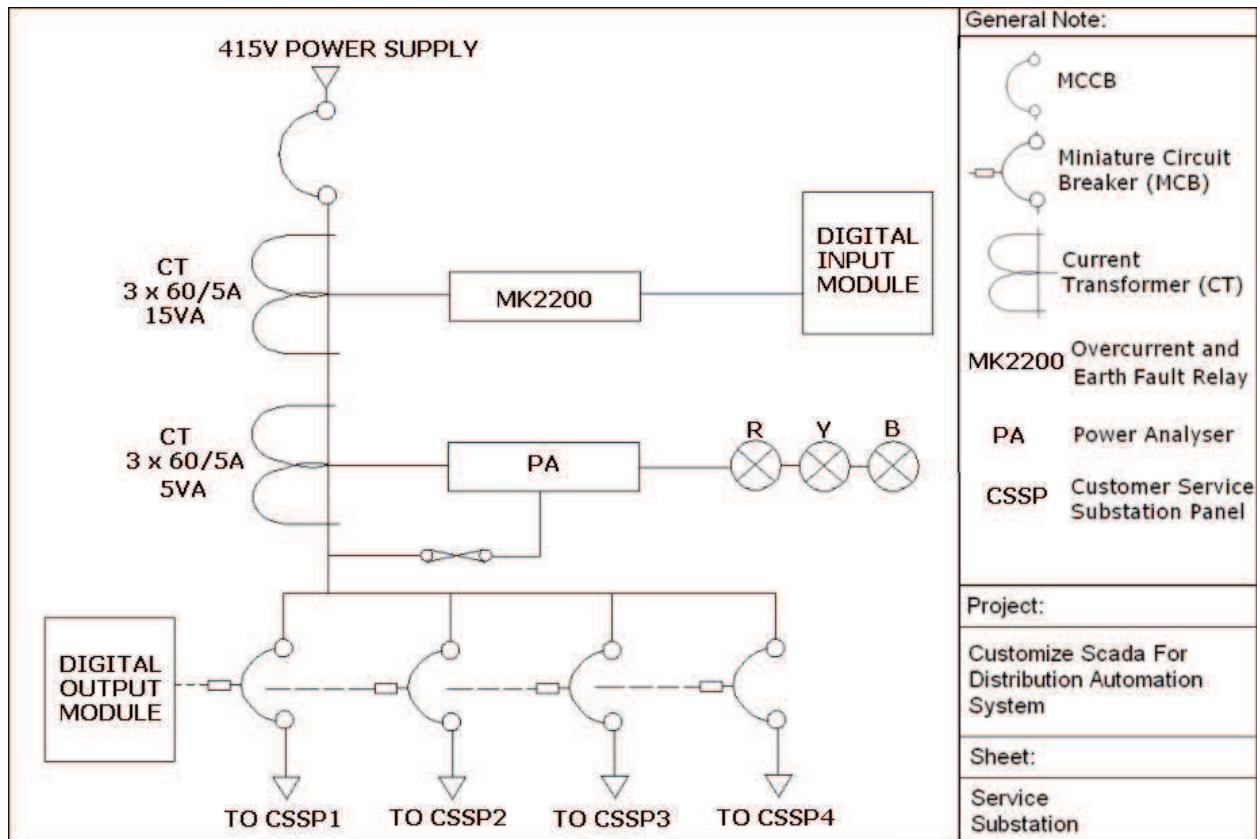 415V POWER SUPPLY
CT
3 x 60/5A
15VA
MK2200
DIGITAL
INPUT
MODULE
CT
3 x 60/5A
5VA
PA
R Y B
DIGITAL
OUTPUT
MODULE
TO CSSP1 TO CSSP2 TO CSSP3 TO CSSP4
General Note:
MCCB
Miniature Circuit
Breaker (MCB)
Current
Transformer (CT)
MK2200 Overcurrent and
Earth Fault Relay
PA Power Analyser
CSSP Customer Service
Substation Panel
Project:
Customize Scada For
Distribution Automation
System
Sheet:
Service
Substation